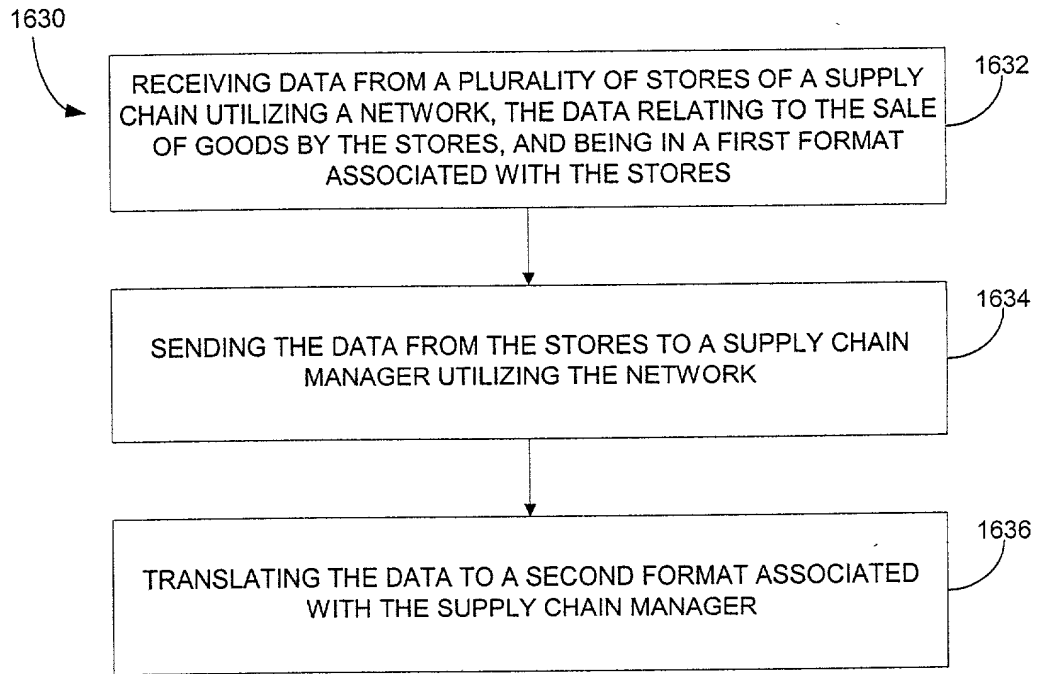 1630
1632
RECEIVING DATA FROM A PLURALITY OF STORES OF A SUPPLY
CHAIN UTILIZING A NETWORK, THE DATA RELATING TO THE SALE
OF GOODS BY THE STORES, AND BEING IN A FIRST FORMAT
ASSOCIATED WITH THE STORES
1634
SENDING THE DATA FROM THE STORES TO A SUPPLY CHAIN
MANAGER UTILIZING THE NETWORK
1636
TRANSLATING THE DATA TO A SECOND FORMAT ASSOCIATED
WITH THE SUPPLY CHAIN MANAGER